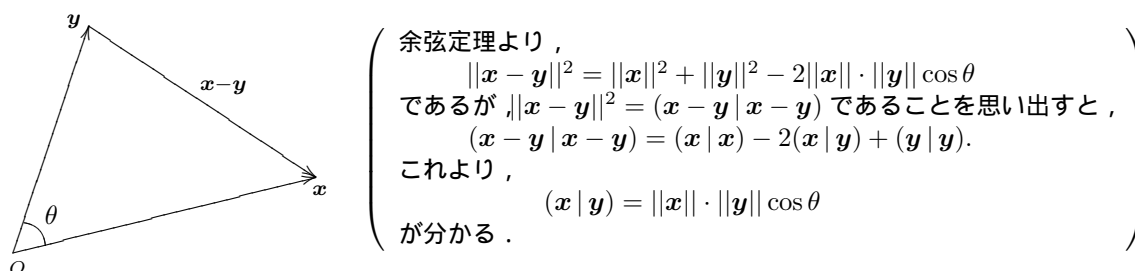 y
x−y
x
θ
O
余弦定理より，
||x − y||² = ||x||² + ||y||² − 2||x|| · ||y|| cos θ
であるが，||x − y||² = (x − y | x − y) であることを思い出すと，
(x − y | x − y) = (x | x) − 2(x | y) + (y | y).
これより，
(x | y) = ||x|| · ||y|| cos θ
が分かる．